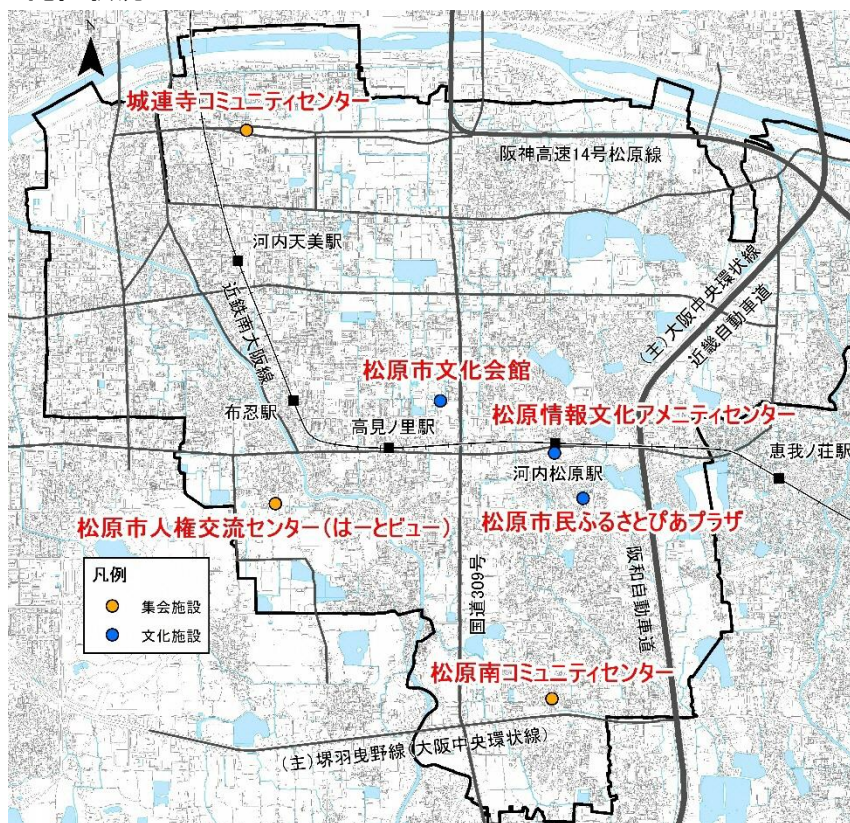 N
城連寺コミュニティセンター
阪神高速14号松原線
河内天美駅
近鉄南大阪線
(主)大阪中央環状線
近畿自動車道
松原市文化会館
布忍駅
高見ノ里駅
松原情報文化アメニティセンター
恵我ノ荘駅
河内松原駅
松原市人権交流センター(はーとビュー)
松原市民ふるさとぴあプラザ
国道309号
阪和自動車道
凡例
集会施設
文化施設
松原南コミュニティセンター
(主)堺羽曳野線(大阪中央環状線)